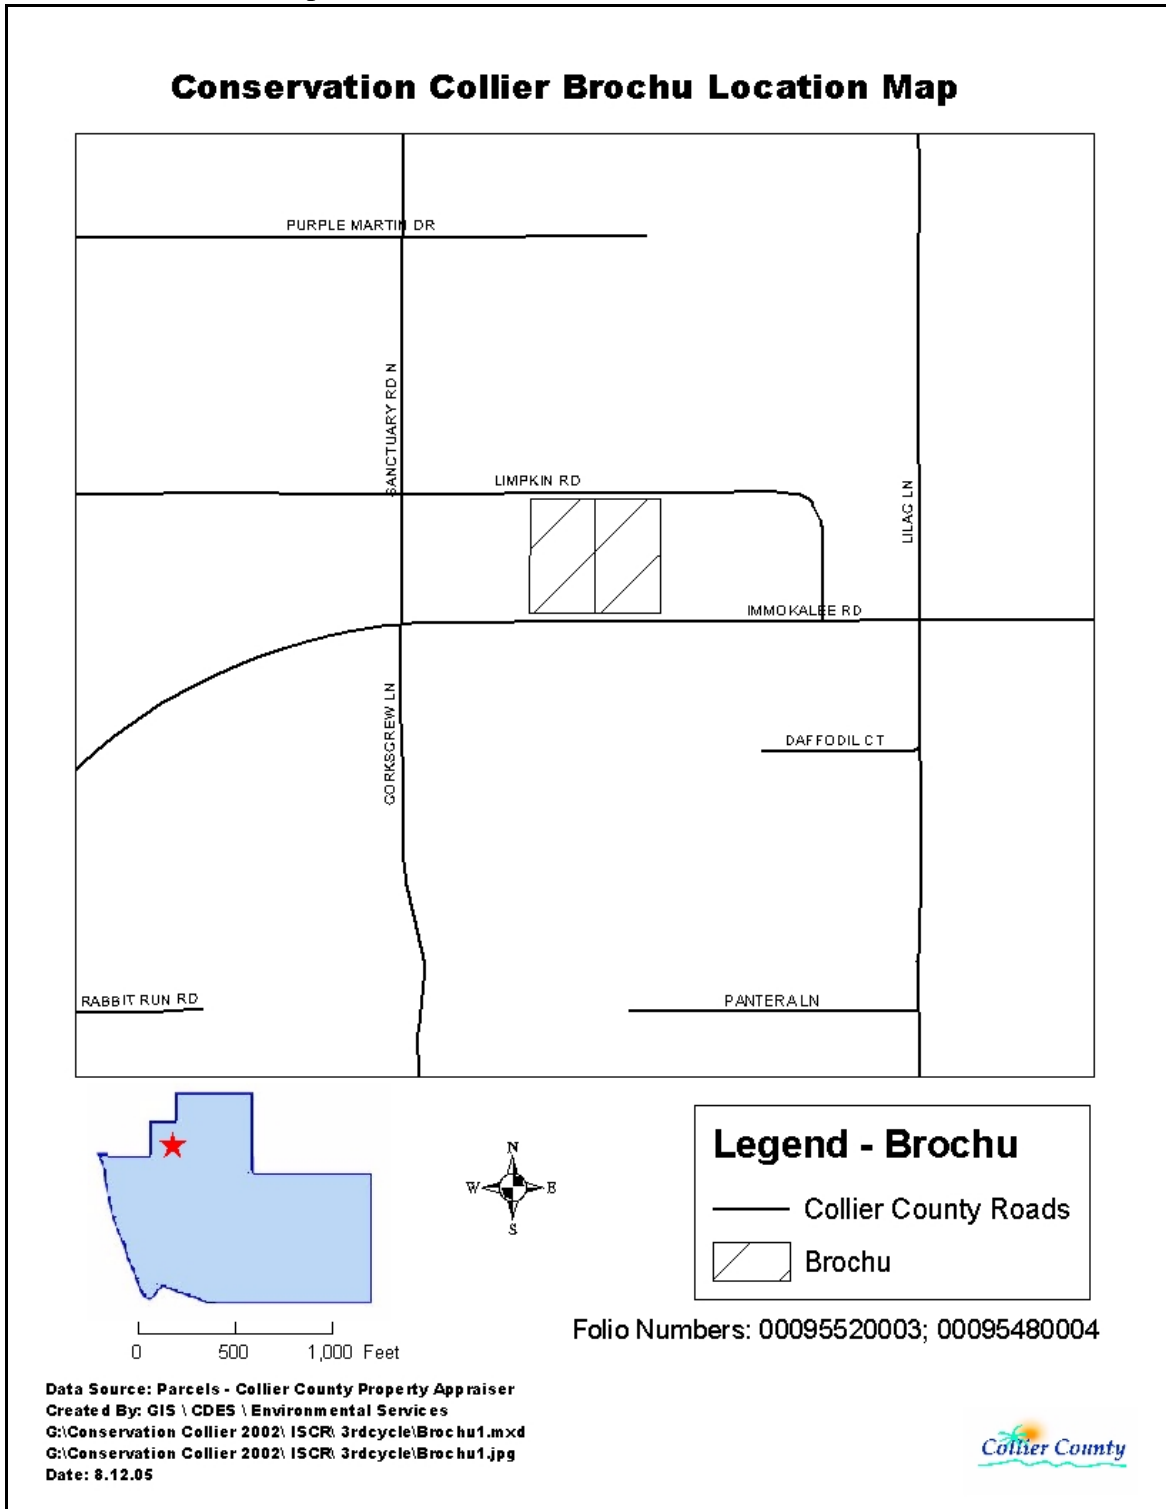 Conservation Collier Brochu Location Map
PURPLE MARTIN DR
SANCTUARY RD N
LIMPKIN RD
LILAC LN
IMMOKALEE RD
CORKSCREW LN
DAFFODIL CT
RABBIT RUN RD
PANTERA LN
N
W E
S
Legend - Brochu
Collier County Roads
Brochu
Folio Numbers: 00095520003; 00095480004
0 500 1,000 Feet
Data Source: Parcels - Collier County Property Appraiser
Created By: GIS \ CDES \ Environmental Services
G:\Conservation Collier 2002\ ISCR\ 3rdcycle\Brochu1.mxd
G:\Conservation Collier 2002\ ISCR\ 3rdcycle\Brochu1.jpg
Date: 8.12.05
Collier County